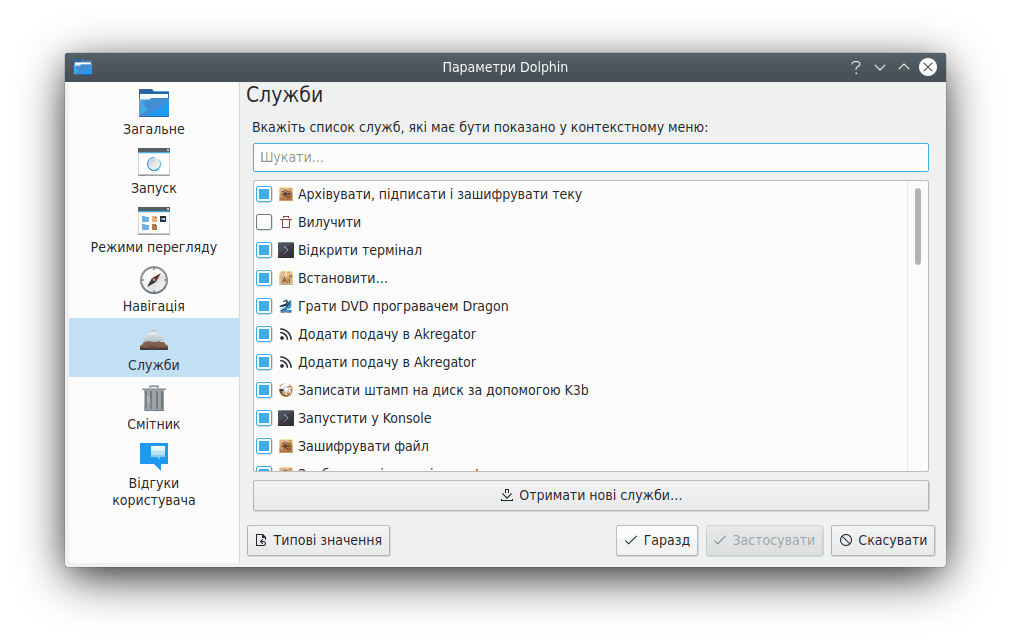 Параметри Dolphin
Загальне
Запуск
Режими перегляду
Навігація
Служби
Смітник
Відгуки
користувача
Служби
Вкажіть список служб, які має бути показано у контекстному меню:
Шукати...
Архівувати, підписати і зашифрувати теку
Вилучити
Відкрити термінал
Встановити...
Грати DVD програвачем Dragon
Додати подачу в Akregator
Додати подачу в Akregator
Записати штамп на диск за допомогою K3b
Запустити у Konsole
Зашифрувати файл
Отримати нові служби...
Типові значення
Гаразд
Застосувати
Скасувати